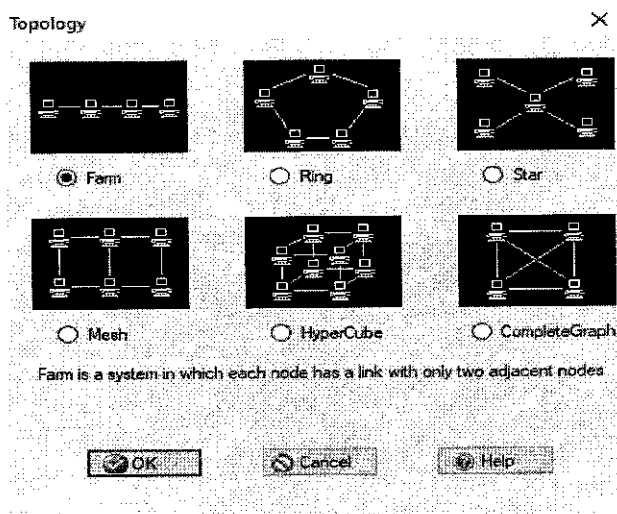 Topology
Farm
Ring
Star
Mesh
HyperCube
CompleteGraph
Farm is a system in which each node has a link with only two adjacent nodes
OK
Cancel
Help